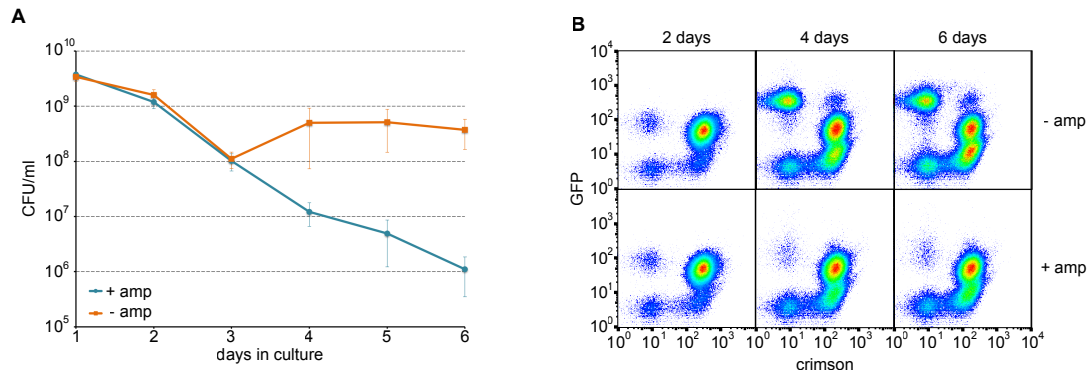 A
10^10
10^9
10^8
10^7
10^6
10^5
CFU/ml
+ amp
- amp
1 2 3 4 5 6
days in culture
B
2 days 4 days 6 days
10^4
10^3
10^2
10^1
10^0
- amp
10^4
10^3
10^2
10^1
10^0
+ amp
GFP
10^0 10^1 10^2 10^3 10^0 10^1 10^2 10^3 10^0 10^1 10^2 10^3 10^4
crimson